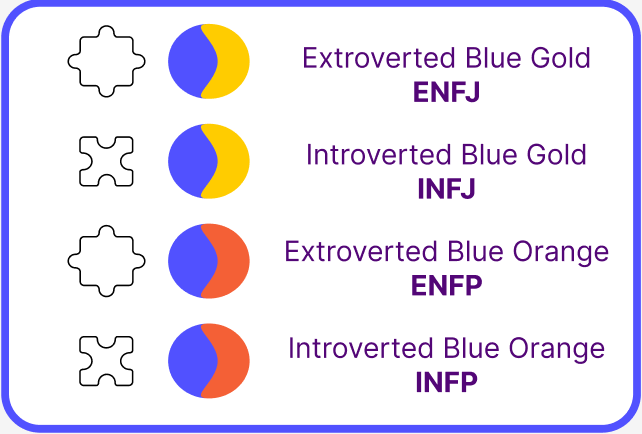 Extroverted Blue Gold
ENFJ
Introverted Blue Gold
INFJ
Extroverted Blue Orange
ENFP
Introverted Blue Orange
INFP